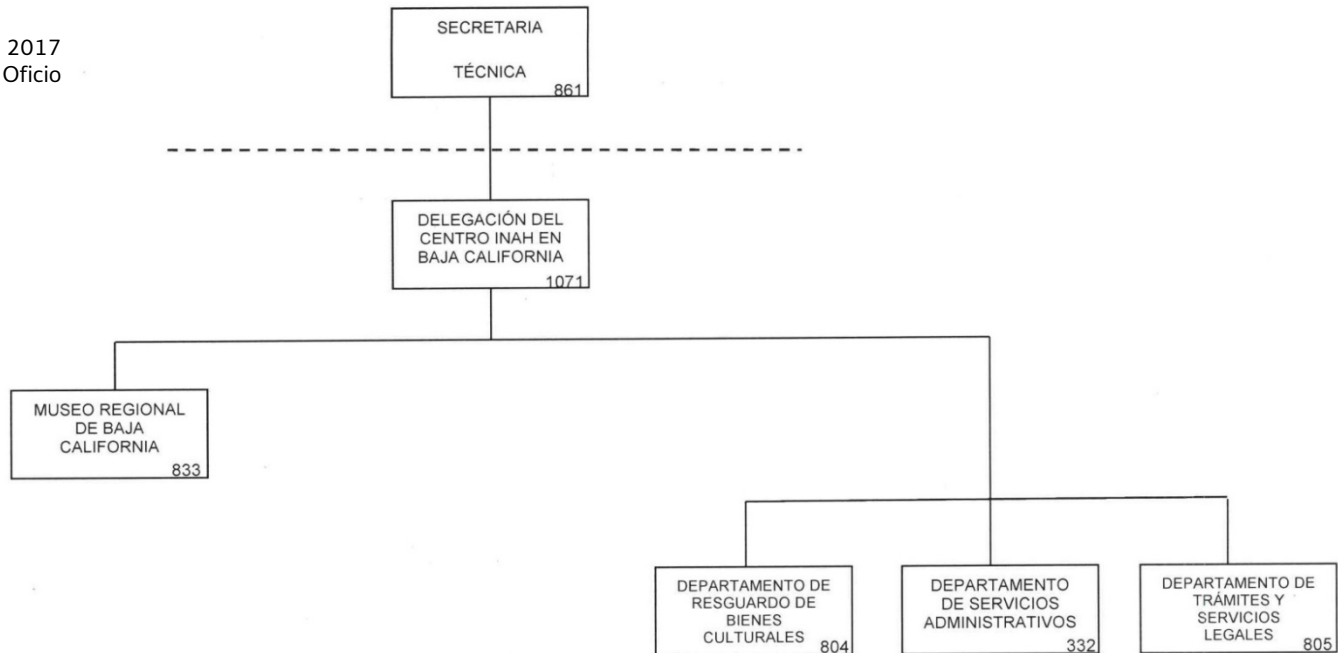 2017
Oficio
SECRETARIA
TÉCNICA
861
DELEGACIÓN DEL
CENTRO INAH EN
BAJA CALIFORNIA
1071
MUSEO REGIONAL
DE BAJA
CALIFORNIA
833
DEPARTAMENTO DE
RESGUARDO DE
BIENES
CULTURALES
804
DEPARTAMENTO
DE SERVICIOS
ADMINISTRATIVOS
332
DEPARTAMENTO DE
TRÁMITES Y
SERVICIOS
LEGALES
805